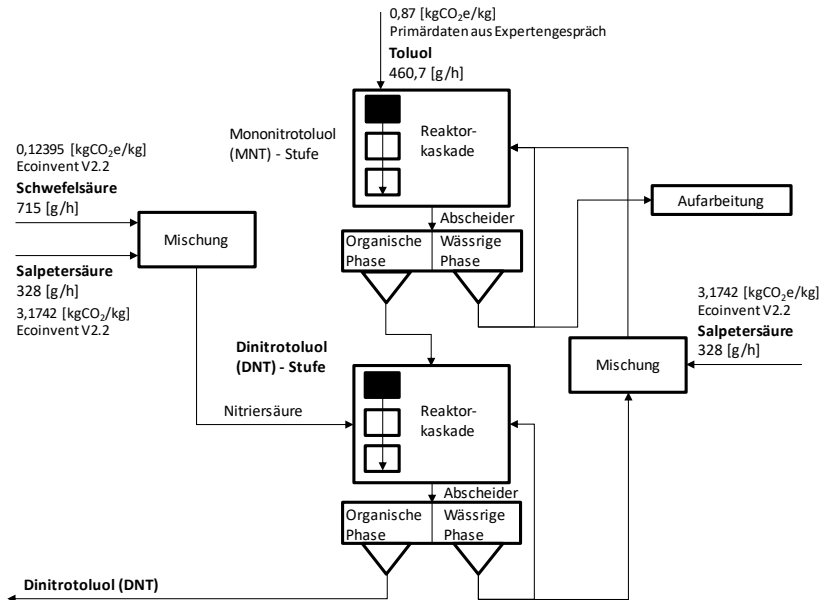 0,87 [kgCO₂e/kg]
Primärdaten aus Expertengespräch
Toluol
460,7 [g/h]
Mononitrotoluol
(MNT) - Stufe
Reaktor-
kaskade
0,12395 [kgCO₂e/kg]
Ecoinvent V2.2
Schwefelsäure
715 [g/h]
Mischung
Salpetersäure
328 [g/h]
3,1742 [kgCO₂/kg]
Ecoinvent V2.2
Abscheider
Organische
Phase
Wässrige
Phase
Aufarbeitung
3,1742 [kgCO₂e/kg]
Ecoinvent V2.2
Salpetersäure
328 [g/h]
Mischung
Dinitrotoluol
(DNT) - Stufe
Reaktor-
kaskade
Nitriersäure
Abscheider
Organische
Phase
Wässrige
Phase
Dinitrotoluol (DNT)